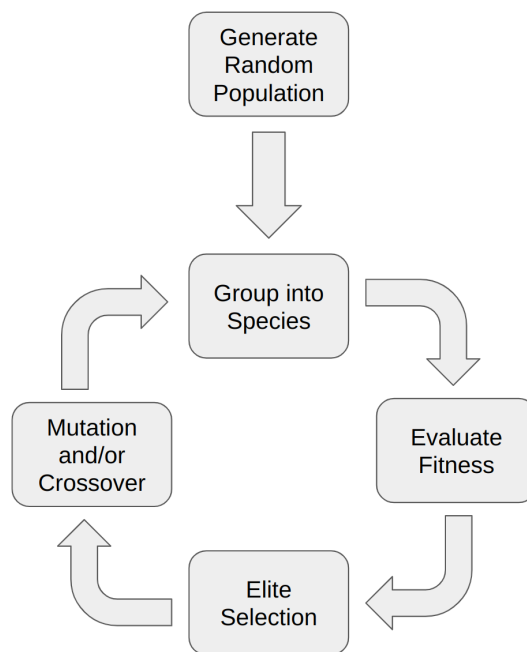 Generate
Random
Population
Group into
Species
Evaluate
Fitness
Elite
Selection
Mutation
and/or
Crossover